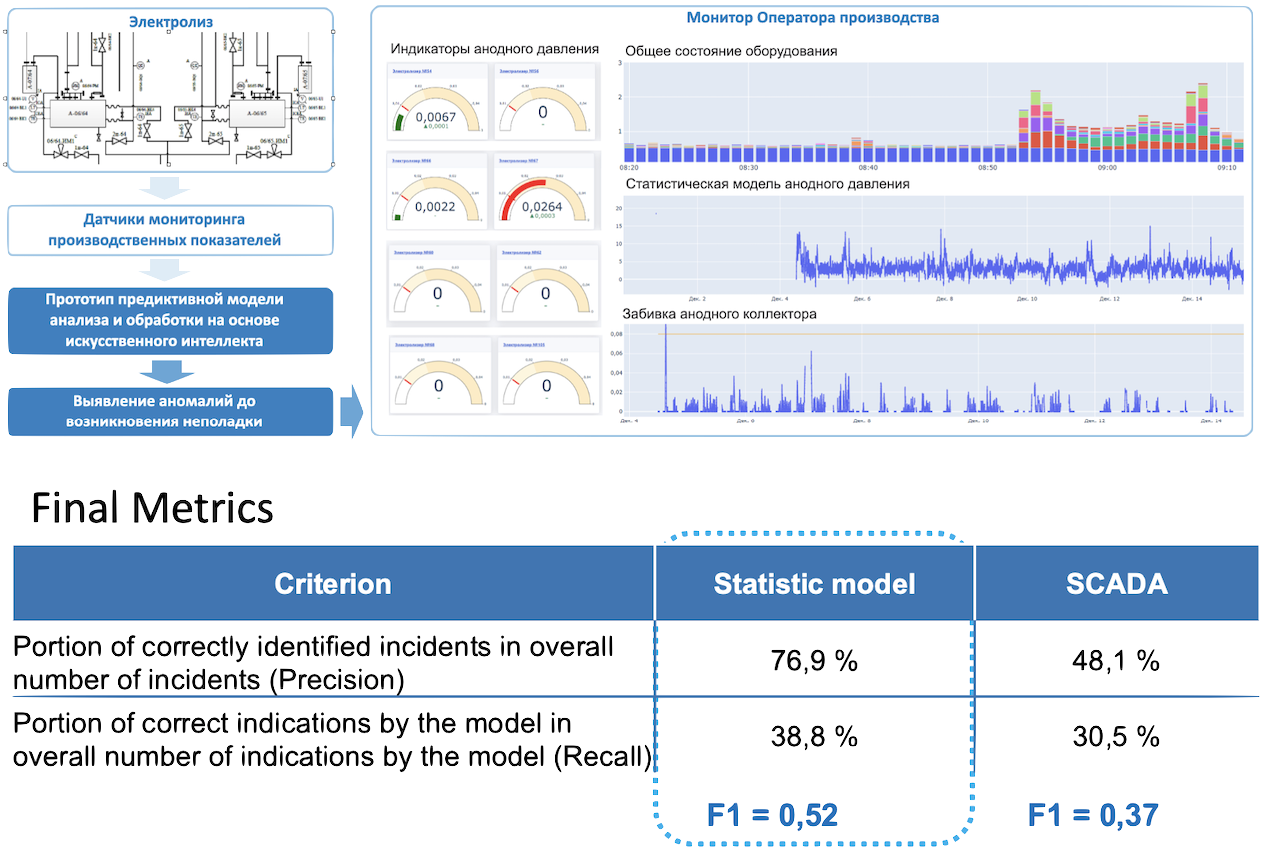 Электролиз
А-06/64
А-06/65
Датчики мониторинга
производственных показателей
Прототип предиктивной модели
анализа и обработки на основе
искусственного интеллекта
Выявление аномалий до
возникновения неполадки
Монитор Оператора производства
Индикаторы анодного давления
0,0067
▲0,0001
0
-
0,0022
-
0,0264
▲0,0003
0
-
0
-
0
-
0
-
Общее состояние оборудования
3
2
1
08:20
08:30
08:40
08:50
09:00
09:10
Статистическая модель анодного давления
20
15
10
5
0
Дек. 2
Дек. 4
Дек. 6
Дек. 8
Дек. 10
Дек. 12
Дек. 14
Забивка анодного коллектора
0,08
0,06
0,04
0,02
0
Дек. 4
Дек. 6
Дек. 8
Дек. 10
Дек. 12
Дек. 14
Final Metrics
Criterion
Statistic model
SCADA
Portion of correctly identified incidents in overall
number of incidents (Precision)
76,9 %
48,1 %
Portion of correct indications by the model in
overall number of indications by the model (Recall)
38,8 %
30,5 %
F1 = 0,52
F1 = 0,37